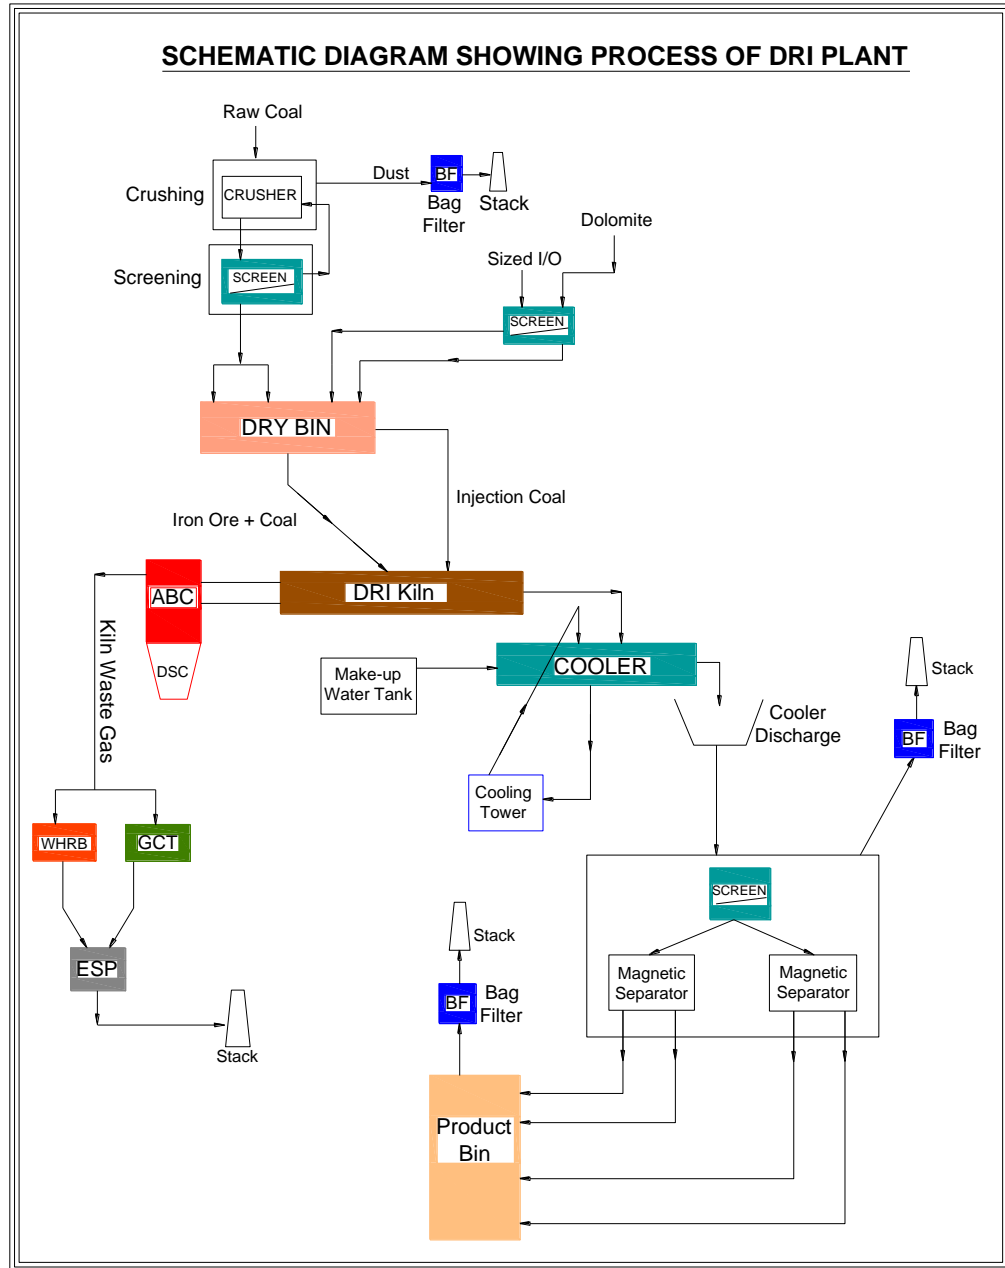 SCHEMATIC DIAGRAM SHOWING PROCESS OF DRI PLANT
Raw Coal
Crushing
CRUSHER
Dust
BF
Bag
Filter
Stack
Dolomite
Sized I/O
Screening
SCREEN
SCREEN
DRY BIN
Injection Coal
Iron Ore + Coal
ABC
DRI Kiln
DSC
Kiln Waste Gas
Make-up
Water Tank
COOLER
Cooler
Discharge
Stack
BF
Bag
Filter
Cooling
Tower
WHRB
GCT
ESP
Stack
SCREEN
Magnetic
Separator
Magnetic
Separator
Stack
BF
Bag
Filter
Product
Bin